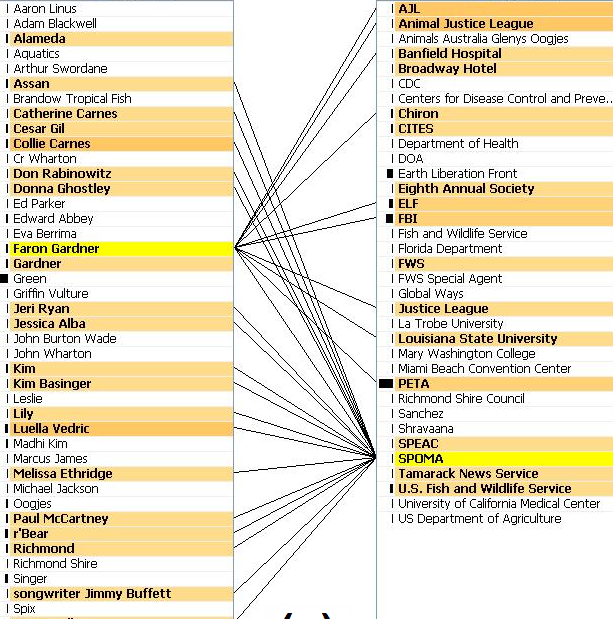 Aaron Linus
Adam Blackwell
Alameda
Aquatics
Arthur Swordane
Assan
Brandow Tropical Fish
Catherine Carnes
Cesar Gil
Collie Carnes
Cr Wharton
Don Rabinowitz
Donna Ghostley
Ed Parker
Edward Abbey
Eva Berrima
Faron Gardner
Gardner
Green
Griffin Vulture
Jeri Ryan
Jessica Alba
John Burton Wade
John Wharton
Kim
Kim Basinger
Leslie
Lily
Luella Vedric
Madhi Kim
Marcus James
Melissa Ethridge
Michael Jackson
Oogjes
Paul McCartney
r'Bear
Richmond
Richmond Shire
Singer
songwriter Jimmy Buffett
Spix
AJL
Animal Justice League
Animals Australia Glenys Oogjes
Banfield Hospital
Broadway Hotel
CDC
Centers for Disease Control and Preve...
Chiron
CITES
Department of Health
DOA
Earth Liberation Front
Eighth Annual Society
ELF
FBI
Fish and Wildlife Service
Florida Department
FWS
FWS Special Agent
Global Ways
Justice League
La Trobe University
Louisiana State University
Mary Washington College
Miami Beach Convention Center
PETA
Richmond Shire Council
Sanchez
Shravaana
SPEAC
SPOMA
Tamarack News Service
U.S. Fish and Wildlife Service
University of California Medical Center
US Department of Agriculture